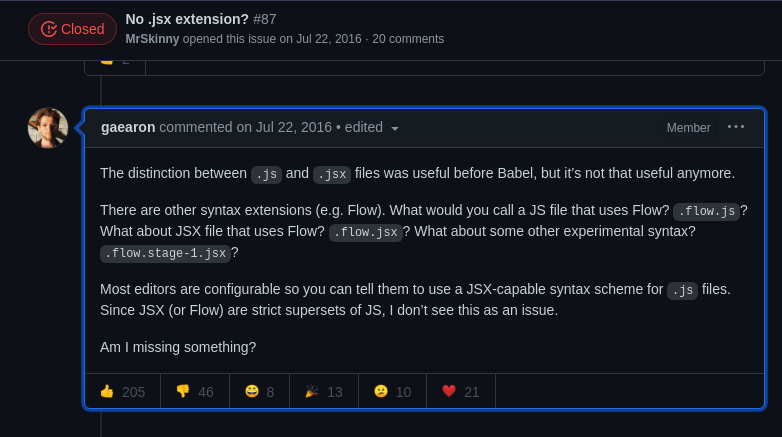 Closed
No .jsx extension? #87
MrSkinny opened this issue on Jul 22, 2016 · 20 comments
gaearon commented on Jul 22, 2016 • edited
Member
The distinction between .js and .jsx files was useful before Babel, but it’s not that useful anymore.
There are other syntax extensions (e.g. Flow). What would you call a JS file that uses Flow? .flow.js?
What about JSX file that uses Flow? .flow.jsx? What about some other experimental syntax?
.flow.stage-1.jsx?
Most editors are configurable so you can tell them to use a JSX-capable syntax scheme for .js files.
Since JSX (or Flow) are strict supersets of JS, I don’t see this as an issue.
Am I missing something?
👍 205 👎 46 😄 8 🎉 13 😕 10 ❤️ 21